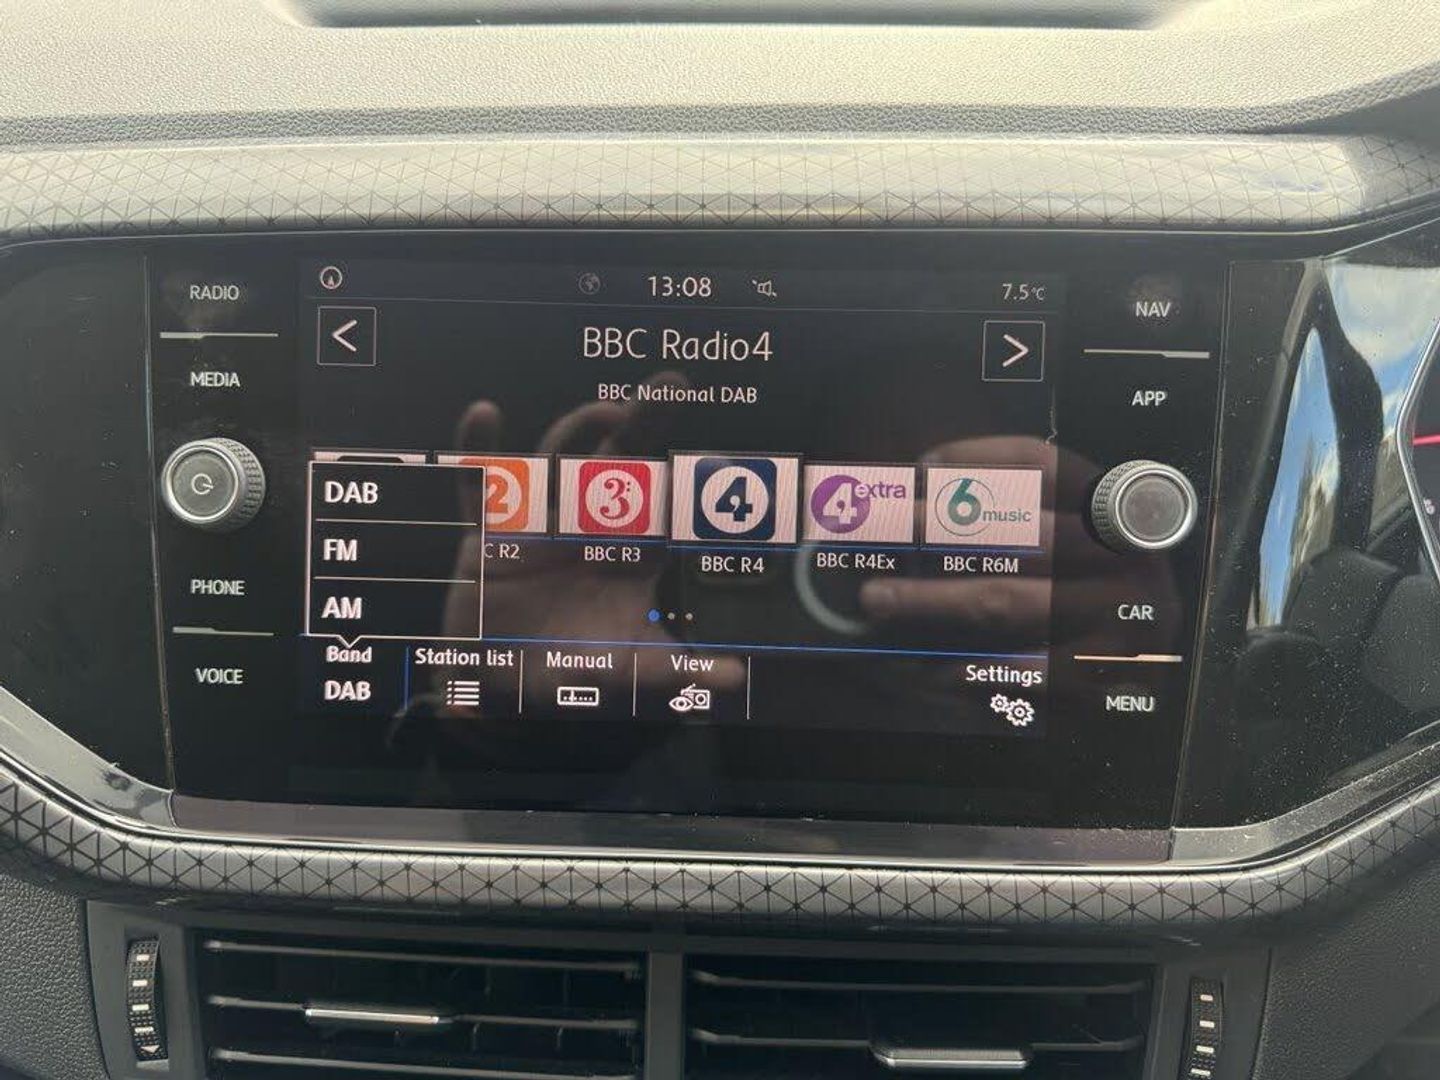 RADIO
MEDIA
PHONE
VOICE
13:08
7.5°C
BBC Radio4
BBC National DAB
2
3
4
4 extra
6 music
C R2
BBC R3
BBC R4
BBC R4Ex
BBC R6M
DAB
FM
AM
Band
DAB
Station list
Manual
View
Settings
NAV
APP
CAR
MENU